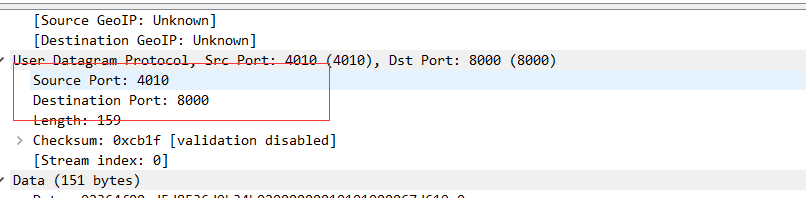 [Source GeoIP: Unknown]
[Destination GeoIP: Unknown]
User Datagram Protocol, Src Port: 4010 (4010), Dst Port: 8000 (8000)
Source Port: 4010
Destination Port: 8000
Length: 159
Checksum: 0xcb1f [validation disabled]
[Stream index: 0]
Data (151 bytes)